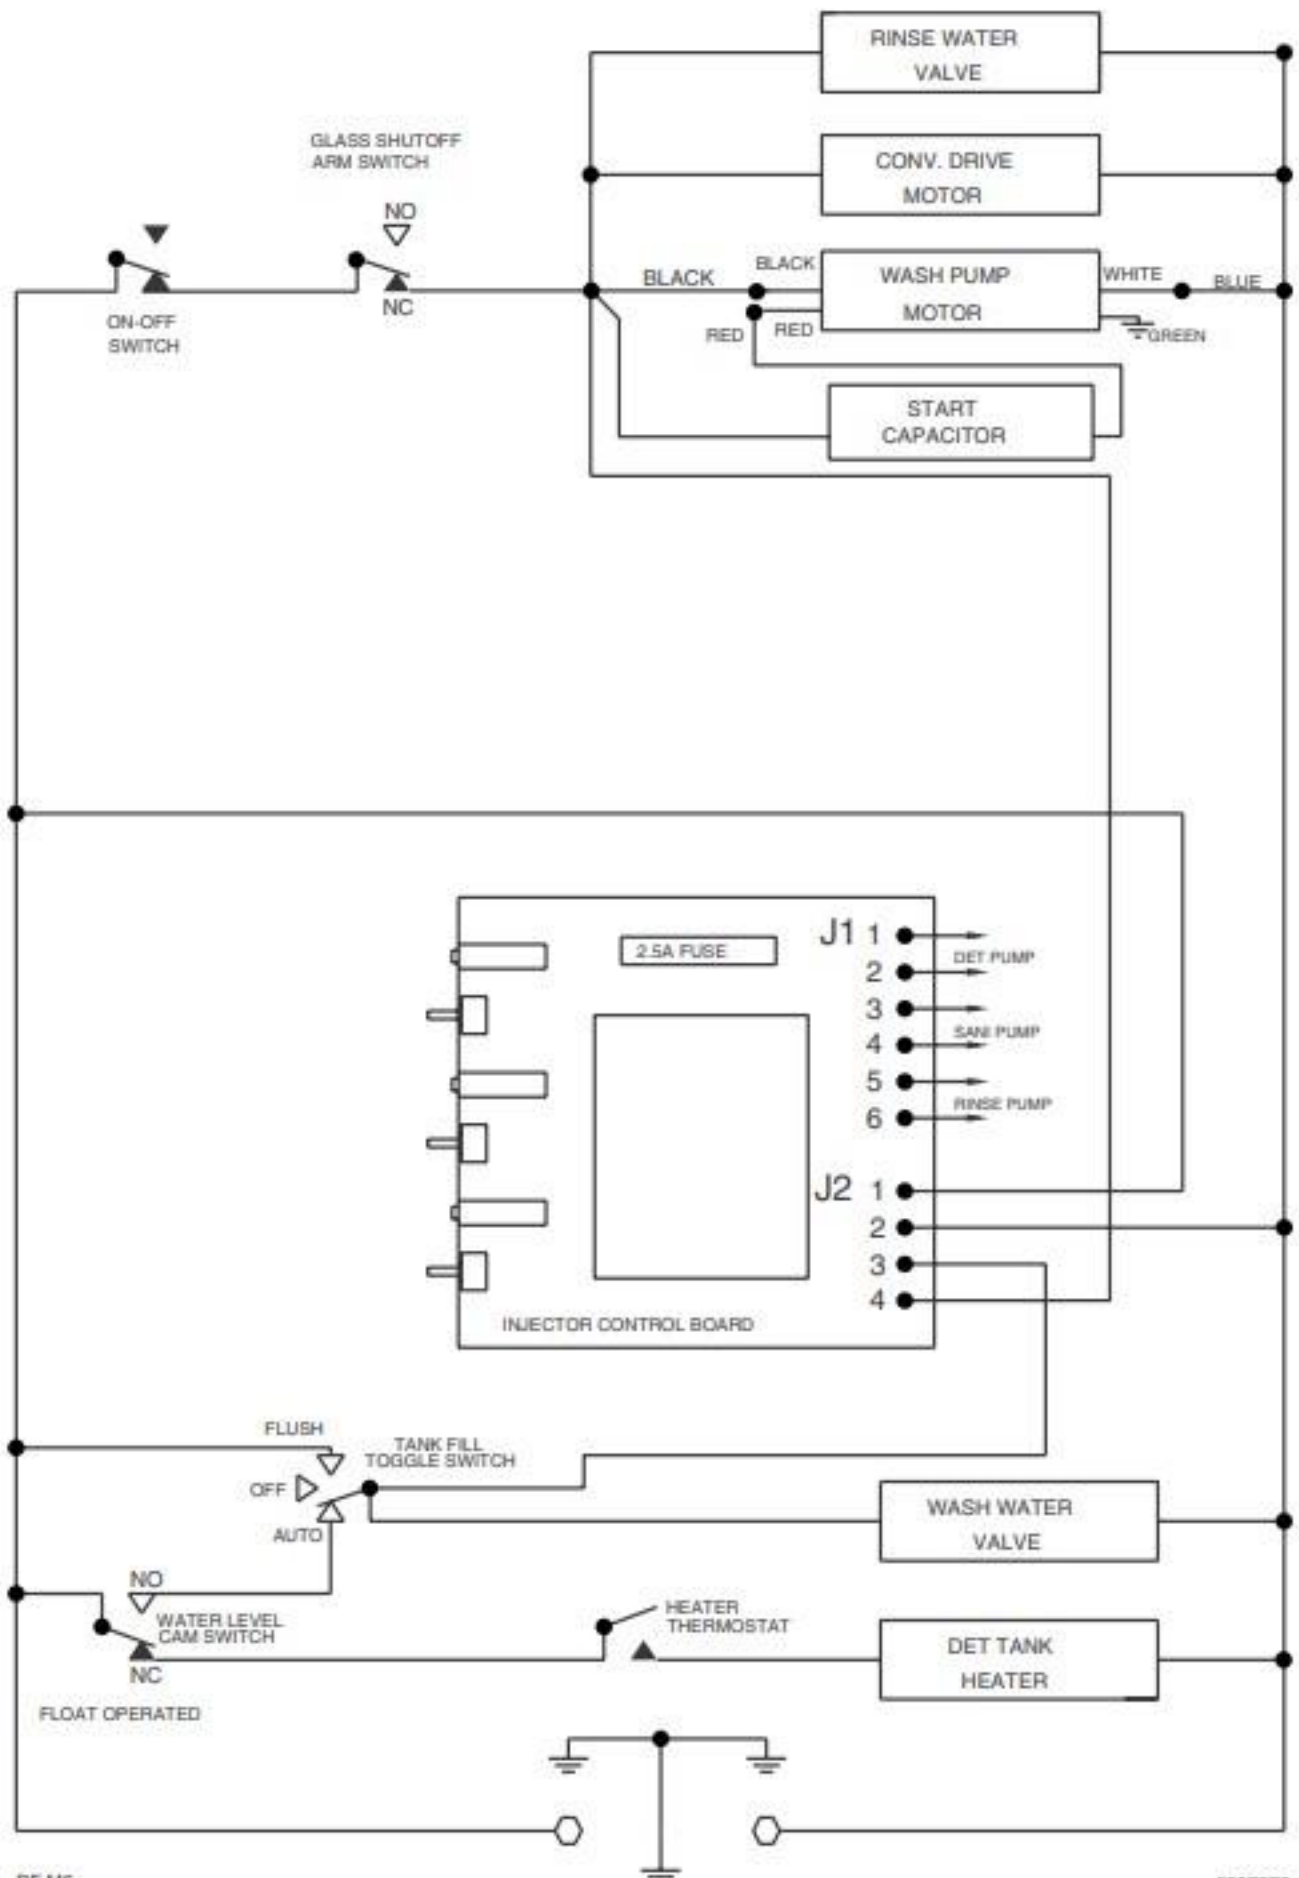 RINSE WATER
VALVE
GLASS SHUTOFF
ARM SWITCH
CONV. DRIVE
MOTOR
NO
BLACK
BLACK
WASH PUMP
MOTOR
WHITE
BLUE
NC
ON-OFF
SWITCH
RED
RED
GREEN
START
CAPACITOR
2.5A FUSE
J1
1
DET PUMP
2
3
SANI PUMP
4
5
RINSE PUMP
6
J2
1
2
3
4
INJECTOR CONTROL BOARD
FLUSH
TANK FILL
TOGGLE SWITCH
OFF
AUTO
WASH WATER
VALVE
NO
WATER LEVEL
CAM SWITCH
NC
FLOAT OPERATED
HEATER
THERMOSTAT
DET TANK
HEATER